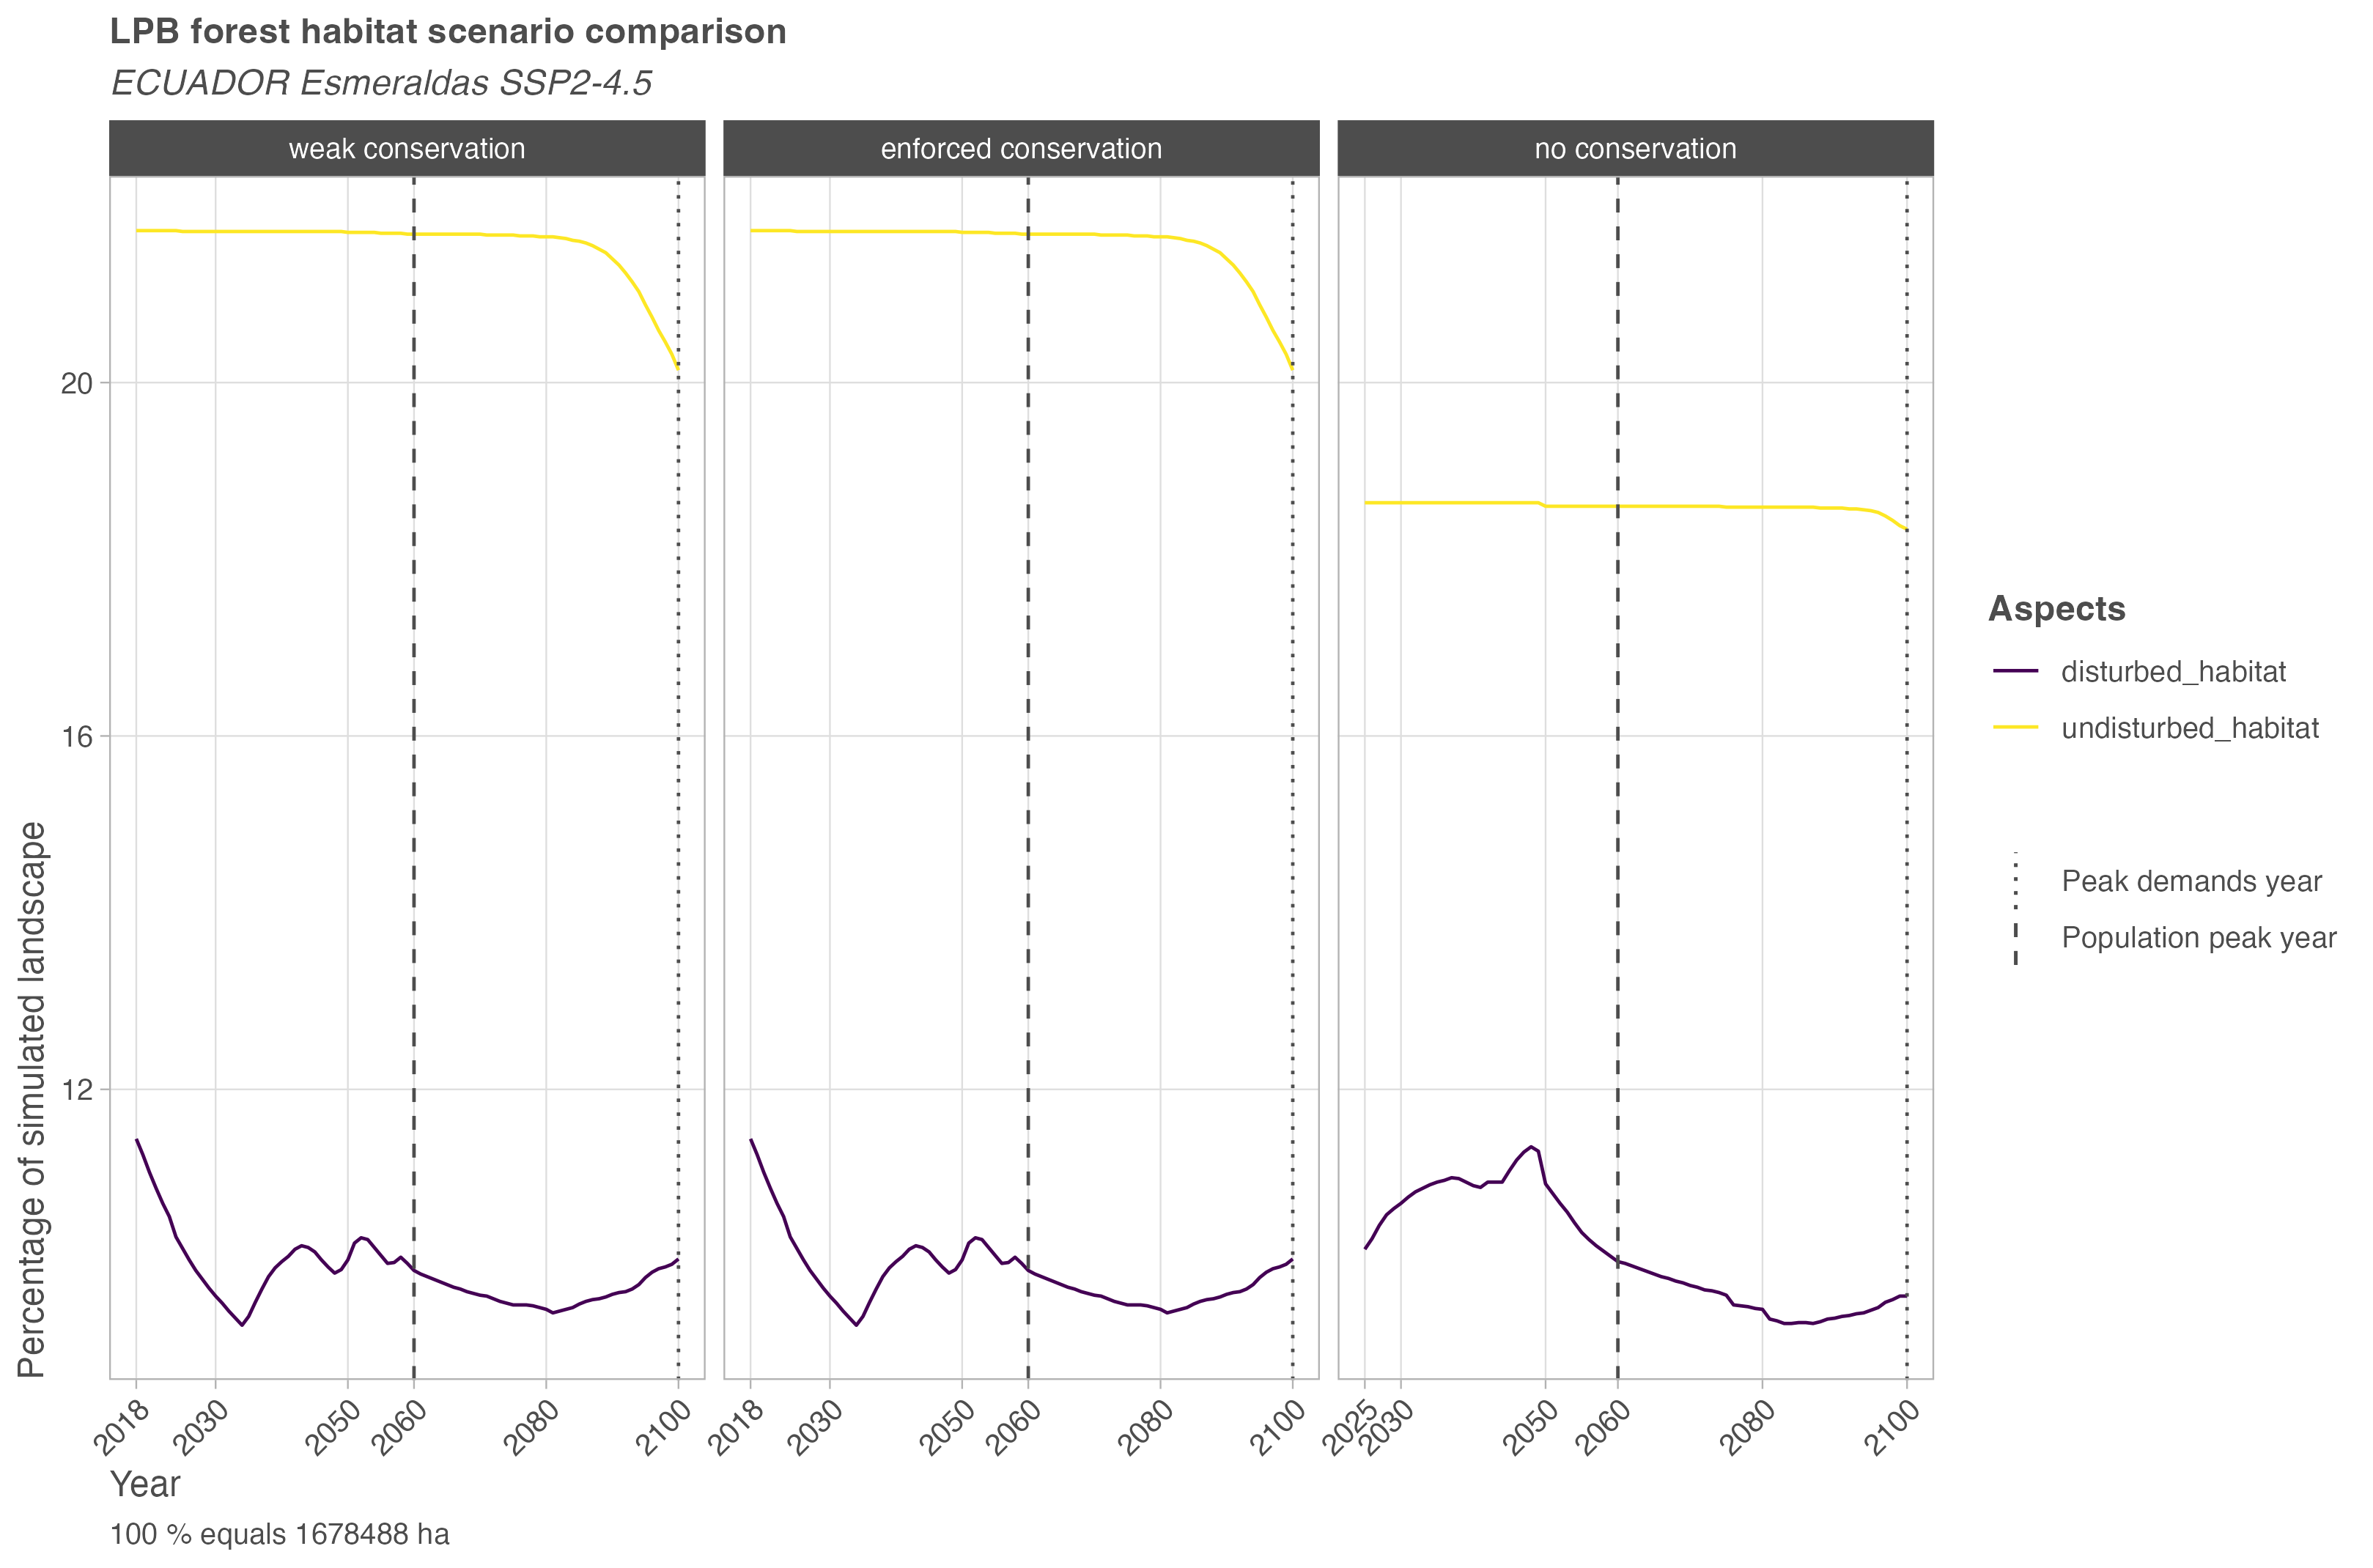 LPB forest habitat scenario comparison
ECUADOR Esmeraldas SSP2-4.5
weak conservation
enforced conservation
no conservation
Percentage of simulated landscape
20
16
12
2018 2030 2050 2060 2080 2100
2018 2030 2050 2060 2080 2100
2025 2030 2050 2060 2080 2100
Year
100 % equals 1678488 ha
Aspects
disturbed_habitat
undisturbed_habitat
Peak demands year
Population peak year